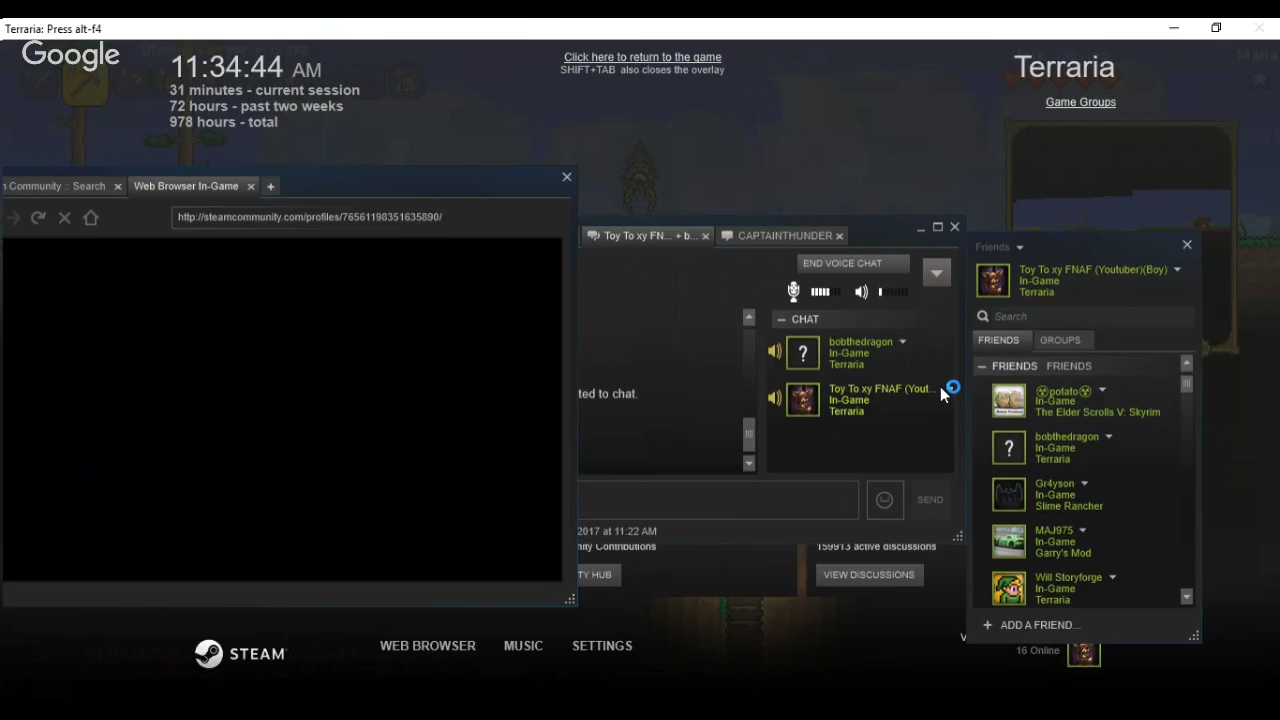 Terraria: Press alt-f4
Google
11:34:44 AM
31 minutes - current session
72 hours - past two weeks
978 hours - total
Click here to return to the game
SHIFT+TAB also closes the overlay
Terraria
Game Groups
Community :: Search
Web Browser In-Game
http://steamcommunity.com/profiles/76561198351635890/
Toy To xy FN... + b...
CAPTAINTHUNDER
END VOICE CHAT
CHAT
bobthedragon
In-Game
Terraria
Toy To xy FNAF (Yout...
In-Game
Terraria
ted to chat.
SEND
2017 at 11:22 AM
nity Contributions
159913 active discussions
TY HUB
VIEW DISCUSSIONS
Friends
Toy To xy FNAF (Youtuber)(Boy)
In-Game
Terraria
Search
FRIENDS
GROUPS
FRIENDS FRIENDS
☢potato☢
In-Game
The Elder Scrolls V: Skyrim
bobthedragon
In-Game
Terraria
Gr4yson
In-Game
Slime Rancher
MAJ975
In-Game
Garry's Mod
Will Storyforge
In-Game
Terraria
+ ADD A FRIEND...
16 Online
STEAM
WEB BROWSER
MUSIC
SETTINGS